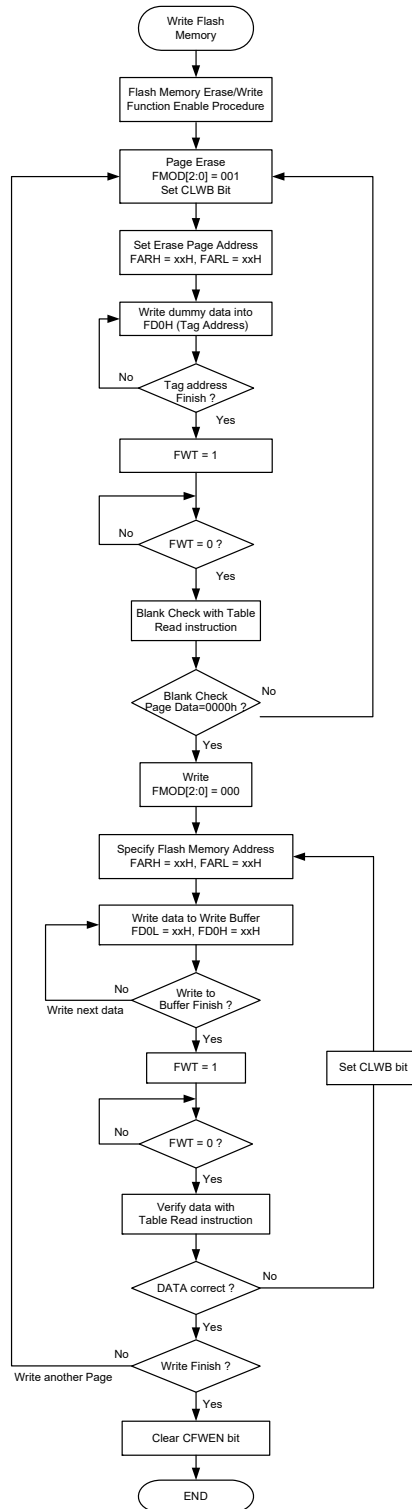 Write Flash
Memory
Flash Memory Erase/Write
Function Enable Procedure
Page Erase
FMOD[2:0] = 001
Set CLWB Bit
Set Erase Page Address
FARH = xxH, FARL = xxH
Write dummy data into
FD0H (Tag Address)
No
Tag address
Finish ?
Yes
FWT = 1
No
FWT = 0 ?
Yes
Blank Check with Table
Read instruction
Blank Check
Page Data=0000h ?
No
Yes
Write
FMOD[2:0] = 000
Specify Flash Memory Address
FARH = xxH, FARL = xxH
Write data to Write Buffer
FD0L = xxH, FD0H = xxH
No
Write next data
Write to
Buffer Finish ?
Yes
FWT = 1
Set CLWB bit
No
FWT = 0 ?
Yes
Verify data with
Table Read instruction
DATA correct ?
No
Yes
No
Write Finish ?
Write another Page
Yes
Clear CFWEN bit
END